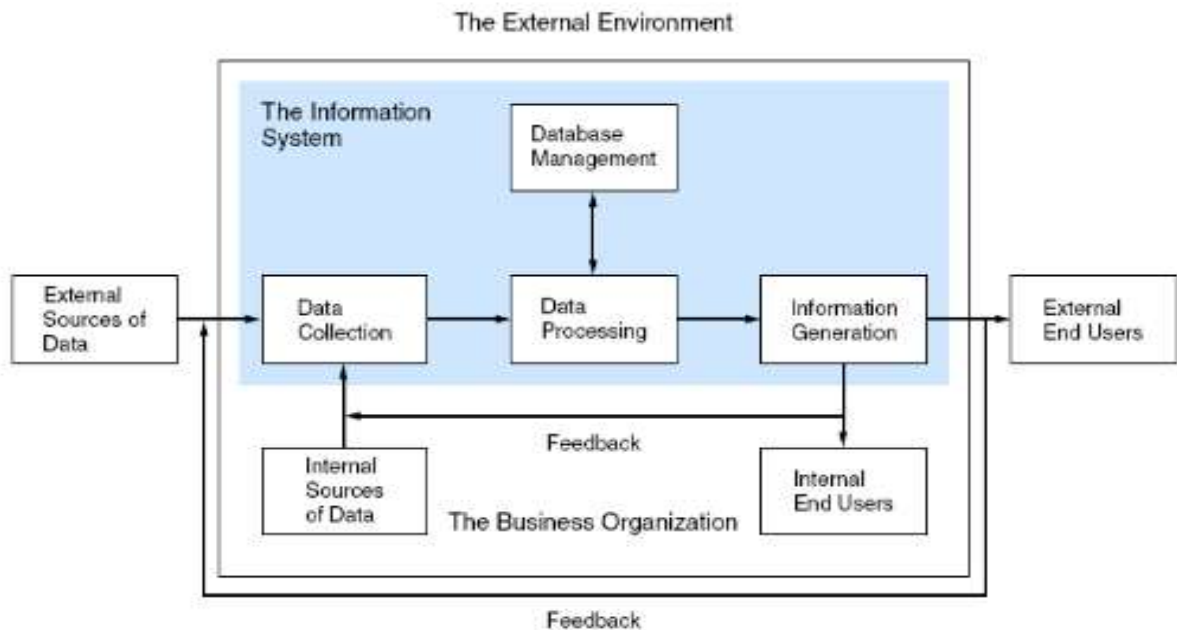 The External Environment
The Information
System
Database
Management
External
Sources of
Data
Data
Collection
Data
Processing
Information
Generation
External
End Users
Feedback
Internal
Sources
of Data
Internal
End Users
The Business Organization
Feedback